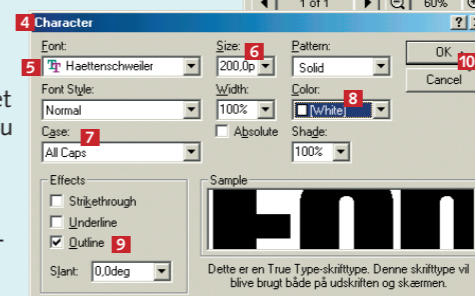 1 of 1 60%
4 Character
Font: Size: 6 Pattern:
5 Haettenschweiler 200,0p Solid OK 10
Cancel
Font Style: Width: Color:
Normal 100% [White] 8
Case: 7 Absolute Shade:
All Caps 100%
Effects Sample
Strikethrough
Underline
Outline 9
Slant: 0,0deg
Dette er en True Type-skrifttype. Denne skrifttype vil
blive brugt både på udskriften og skærmen.